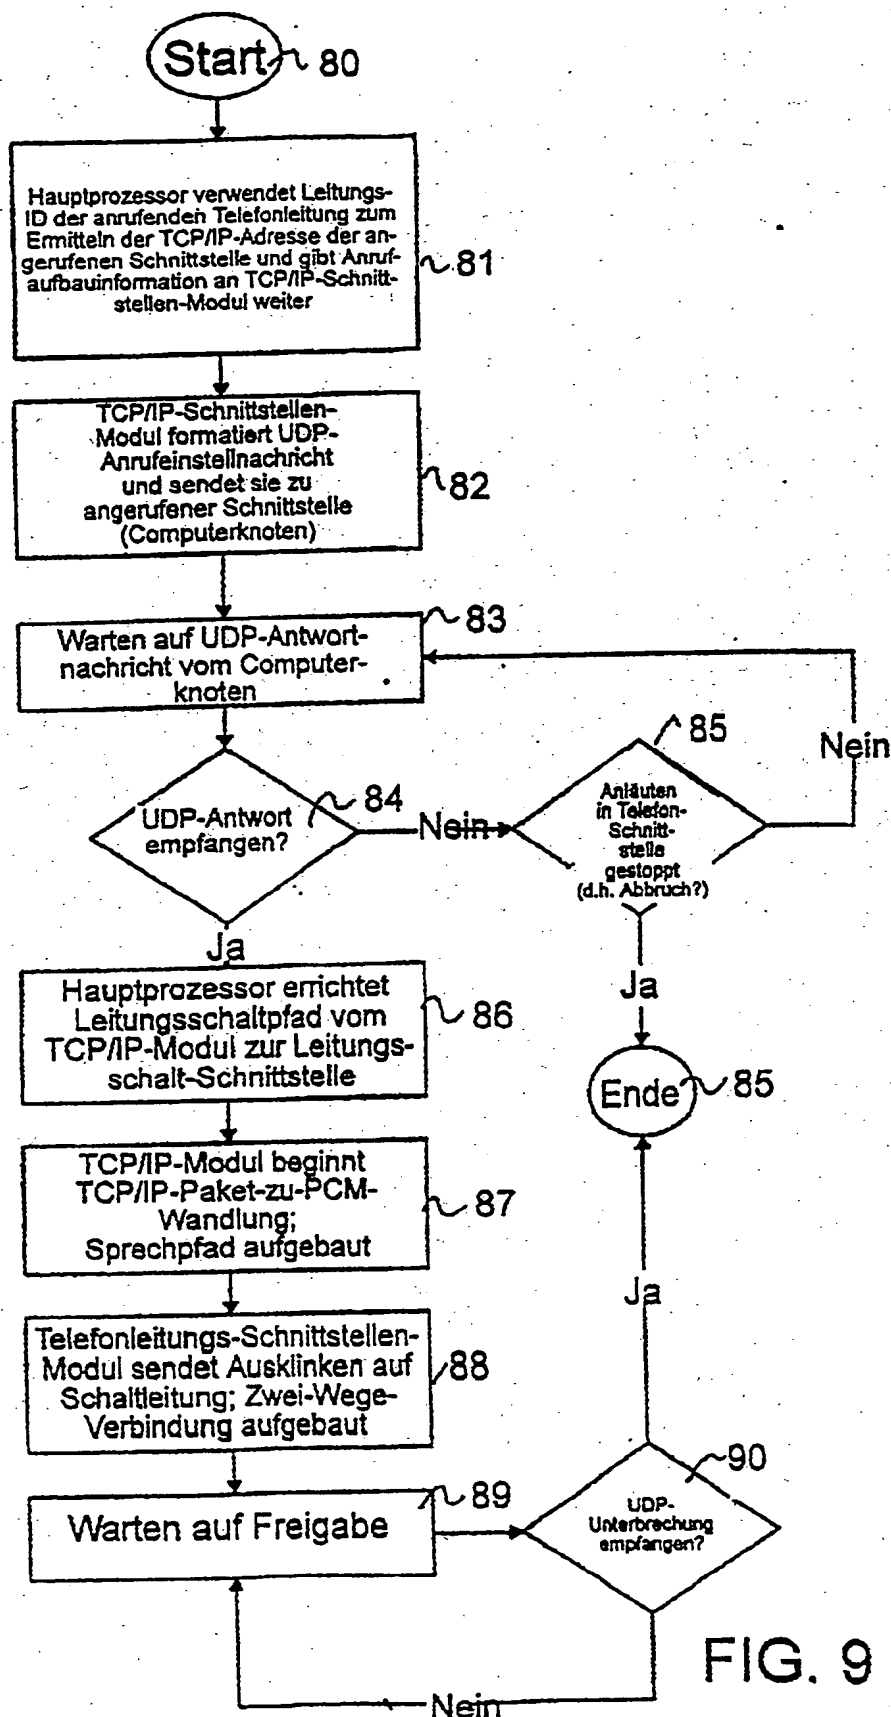 Start 80
Hauptprozessor verwendet Leitungs-
ID der anrufenden Telefonleitung zum
Ermitteln der TCP/IP-Adresse der an-
gerufenen Schnittstelle und gibt Anruf-
aufbauinformation an TCP/IP-Schnitt-
stellen-Modul weiter
81
TCP/IP-Schnittstellen-
Modul formatiert UDP-
Anrufeinstellnachricht
und sendet sie zu
angerufener Schnittstelle
(Computerknoten)
82
83
Warten auf UDP-Antwort-
nachricht vom Computer-
knoten
UDP-Antwort
empfangen?
84
Nein
85
Anläuten
in Telefon-
Schnitt-
stelle
gestoppt
(d.h. Abbruch?)
Nein
Ja
Ja
Hauptprozessor errichtet
Leitungsschaltpfad vom
TCP/IP-Modul zur Leitungs-
schalt-Schnittstelle
86
Ende 85
TCP/IP-Modul beginnt
TCP/IP-Paket-zu-PCM-
Wandlung;
Sprechpfad aufgebaut
87
Ja
Telefonleitungs-Schnittstellen-
Modul sendet Ausklinken auf
Schaltleitung; Zwei-Wege-
Verbindung aufgebaut
88
Warten auf Freigabe
89
90
UDP-
Unterbrechung
empfangen?
Nein
FIG. 9